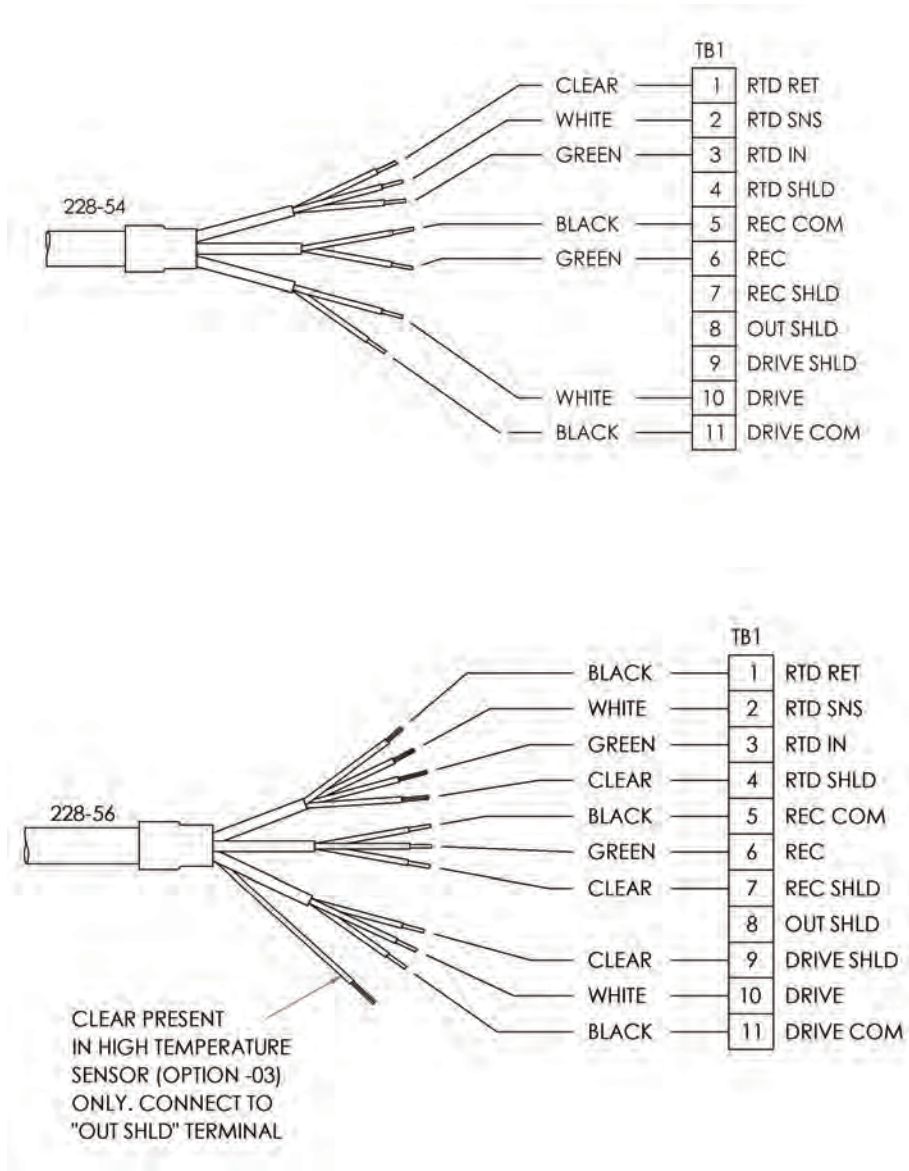 TB1
CLEAR 1 RTD RET
WHITE 2 RTD SNS
GREEN 3 RTD IN
4 RTD SHLD
228-54
BLACK 5 REC COM
GREEN 6 REC
7 REC SHLD
8 OUT SHLD
9 DRIVE SHLD
WHITE 10 DRIVE
BLACK 11 DRIVE COM
TB1
BLACK 1 RTD RET
WHITE 2 RTD SNS
GREEN 3 RTD IN
CLEAR 4 RTD SHLD
228-56
BLACK 5 REC COM
GREEN 6 REC
CLEAR 7 REC SHLD
8 OUT SHLD
CLEAR 9 DRIVE SHLD
WHITE 10 DRIVE
BLACK 11 DRIVE COM
CLEAR PRESENT
IN HIGH TEMPERATURE
SENSOR (OPTION -03)
ONLY. CONNECT TO
"OUT SHLD" TERMINAL